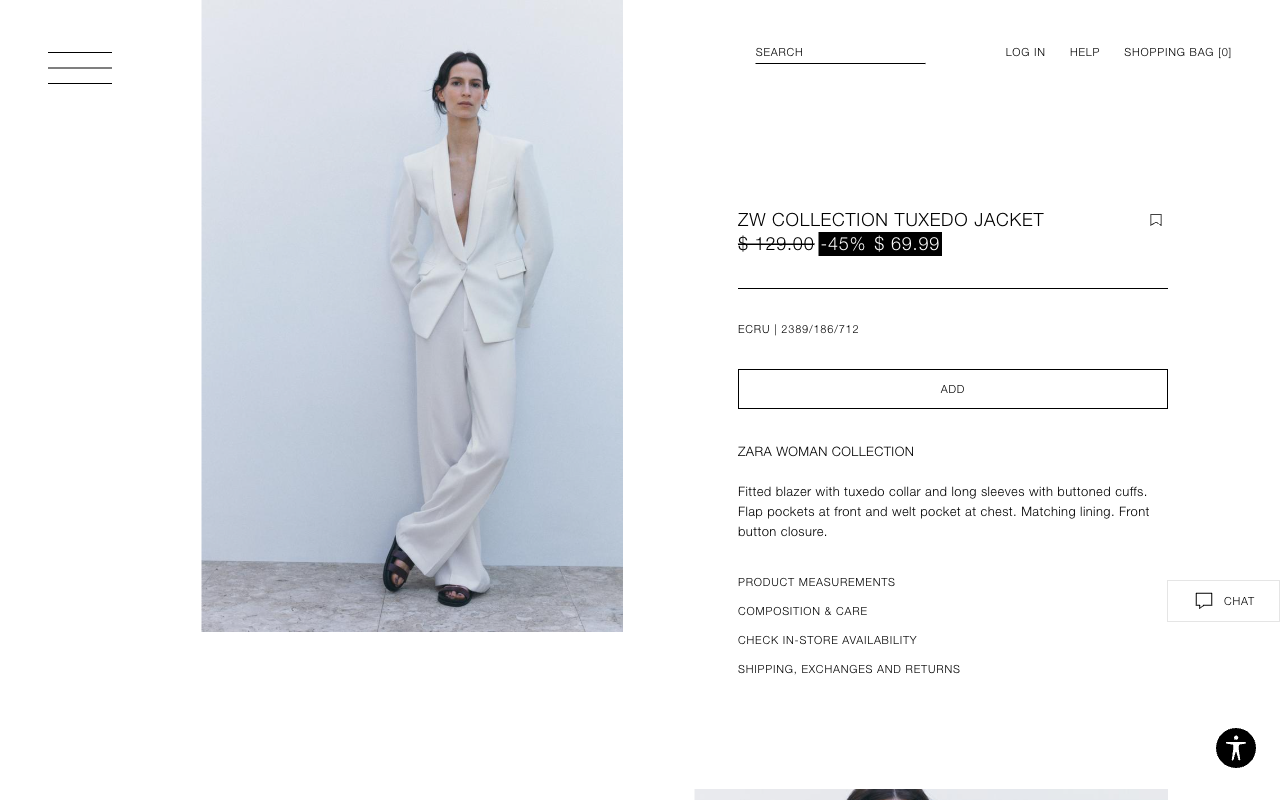 SEARCH
LOG IN
HELP
SHOPPING BAG [0]
ZW COLLECTION TUXEDO JACKET
$ 129.00 -45% $ 69.99
ECRU | 2389/186/712
ADD
ZARA WOMAN COLLECTION
Fitted blazer with tuxedo collar and long sleeves with buttoned cuffs.
Flap pockets at front and welt pocket at chest. Matching lining. Front
button closure.
PRODUCT MEASUREMENTS
COMPOSITION & CARE
CHECK IN-STORE AVAILABILITY
SHIPPING, EXCHANGES AND RETURNS
CHAT